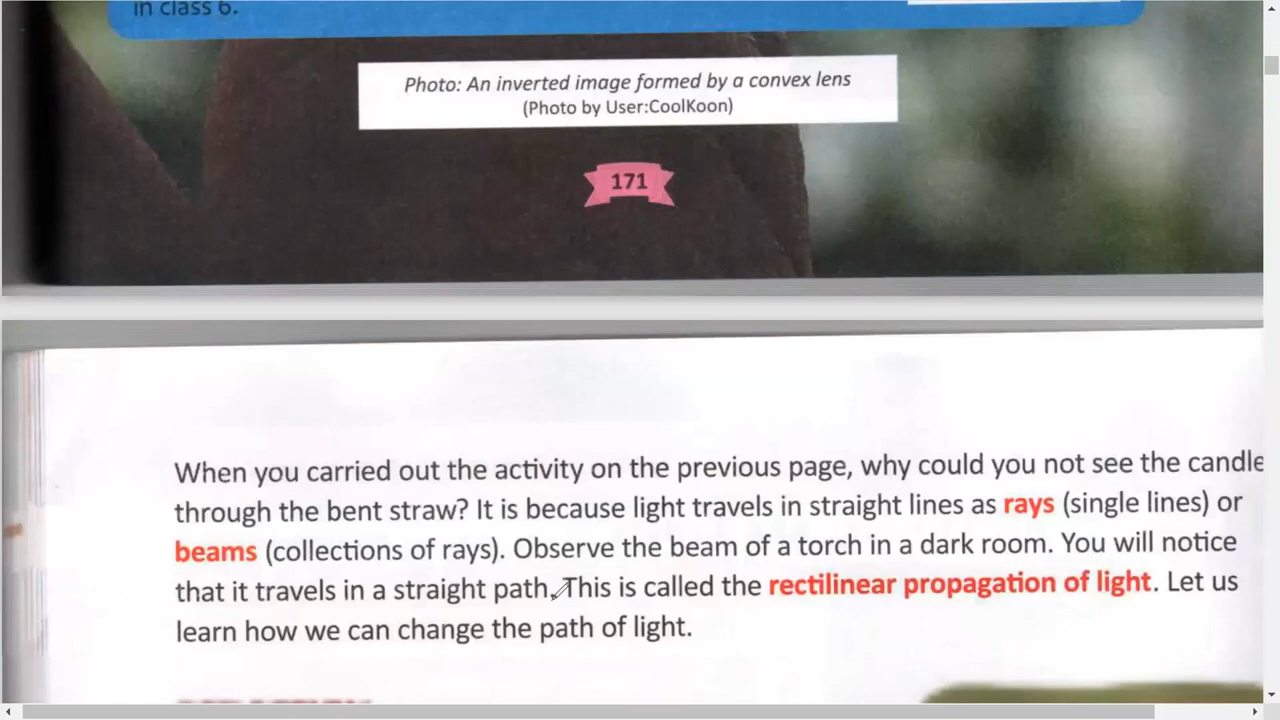 in class 6.
Photo: An inverted image formed by a convex lens
(Photo by User:CoolKoon)
171
When you carried out the activity on the previous page, why could you not see the candle
through the bent straw? It is because light travels in straight lines as rays (single lines) or
beams (collections of rays). Observe the beam of a torch in a dark room. You will notice
that it travels in a straight path. This is called the rectilinear propagation of light. Let us
learn how we can change the path of light.